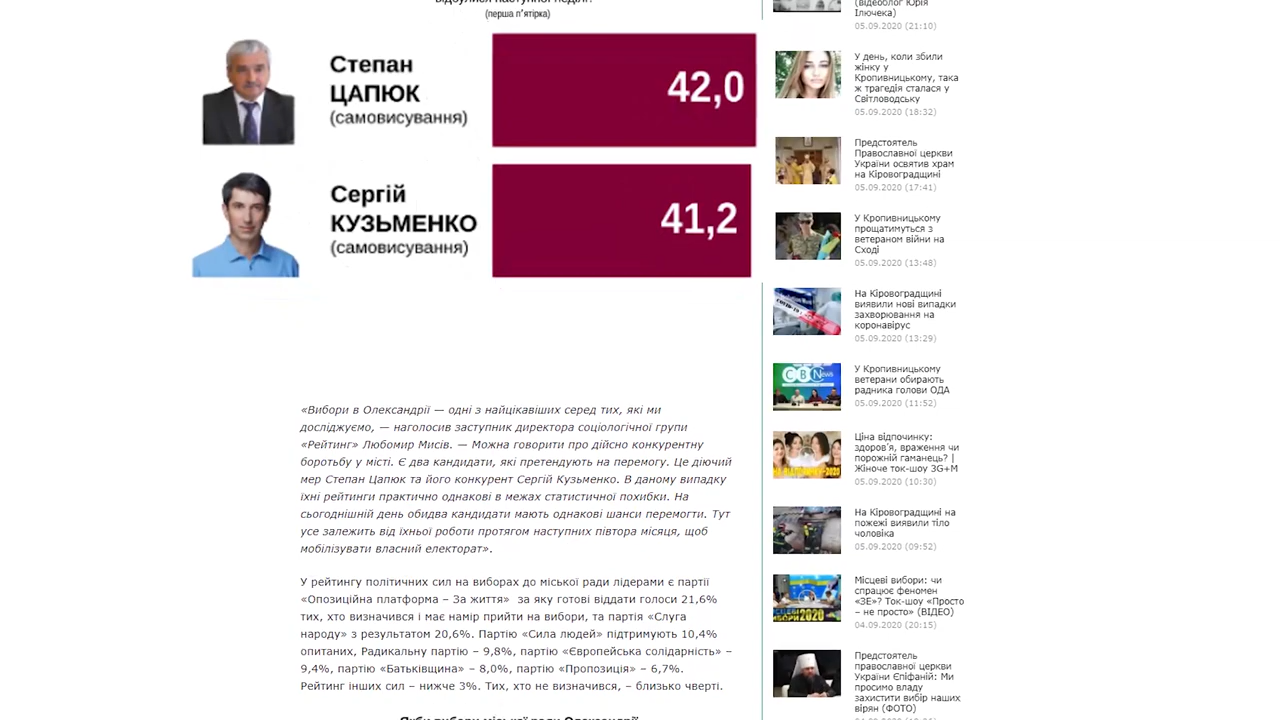 (перша п'ятірка)
Степан
ЦАПЮК
(самовисування)
42,0
Сергій
КУЗЬМЕНКО
(самовисування)
41,2
«Вибори в Олександрії — одні з найцікавіших серед тих, які ми
досліджуємо, — наголосив заступник директора соціологічної групи
«Рейтинг» Любомир Мисів. — Можна говорити про дійсно конкурентну
боротьбу у місті. Є два кандидати, які претендують на перемогу. Це діючий
мер Степан Цапюк та його конкурент Сергій Кузьменко. В даному випадку
їхні рейтинги практично однакові в межах статистичної похибки. На
сьогоднішній день обидва кандидати мають однакові шанси перемогти. Тут
усе залежить від їхньої роботи протягом наступних півтора місяця, щоб
мобілізувати власний електорат».
У рейтингу політичних сил на виборах до міської ради лідерами є партії
«Опозиційна платформа – За життя»  за яку готові віддати голоси 21,6%
тих, хто визначився і має намір прийти на вибори, та партія «Слуга
народу» з результатом 20,6%. Партію «Сила людей» підтримують 10,4%
опитаних, Радикальну партію – 9,8%, партію «Європейська солідарність» –
9,4%, партію «Батьківщина» – 8,0%, партію «Пропозиція» – 6,7%.
Рейтинг інших сил – нижче 3%. Тих, хто не визначився, – близько чверті.
(відеоблог Юрія
Ілючека)
05.09.2020 (21:10)
У день, коли збили
жінку у
Кропивницькому, така
ж трагедія сталася у
Світловодську
05.09.2020 (18:32)
Предстоятель
Православної церкви
України освятив храм
на Кіровоградщині
05.09.2020 (17:41)
У Кропивницькому
прощатимуться з
ветераном війни на
Сході
05.09.2020 (13:48)
На Кіровоградщині
виявили нові випадки
захворювання на
коронавірус
05.09.2020 (13:29)
CBN News
У Кропивницькому
ветерани обирають
радника голови ОДА
05.09.2020 (11:52)
Ціна відпочинку:
здоров'я, враження чи
порожній гаманець? |
Жіноче ток-шоу 3G+M
05.09.2020 (10:30)
На Кіровоградщині на
пожежі виявили тіло
чоловіка
05.09.2020 (09:52)
Місцеві вибори: чи
спрацює феномен
«ЗЕ»? Ток-шоу «Просто
– не просто» (ВІДЕО)
04.09.2020 (20:15)
Предстоятель
православної церкви
України Епіфаній: Ми
просимо владу
захистити вибір наших
вірян (ФОТО)